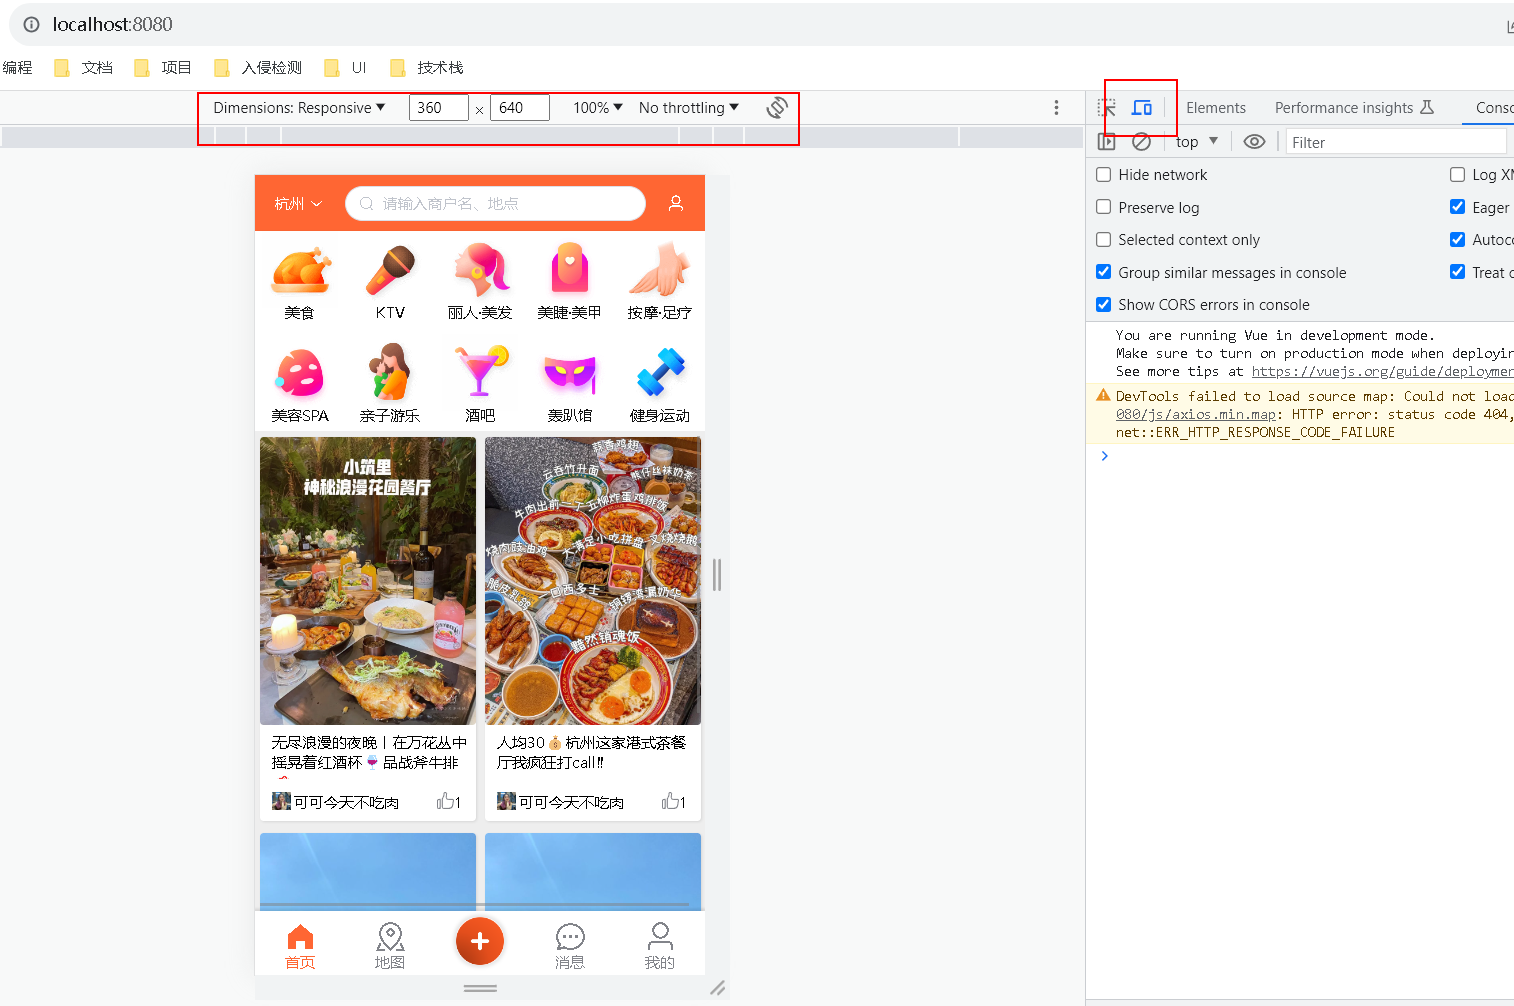 localhost:8080
编程 文档 项目 入侵检测 UI 技术栈
Dimensions: Responsive 360 × 640 100% No throttling
Elements Performance insights Conso
top Filter
Hide network Log XM
Preserve log Eager
Selected context only Autoco
Group similar messages in console Treat c
Show CORS errors in console
You are running Vue in development mode.
Make sure to turn on production mode when deployin
See more tips at https://vuejs.org/guide/deploymen
DevTools failed to load source map: Could not load
080/js/axios.min.map: HTTP error: status code 404,
net::ERR_HTTP_RESPONSE_CODE_FAILURE
杭州 请输入商户名、地点
美食 KTV 丽人·美发 美睫·美甲 按摩·足疗
美容SPA 亲子游乐 酒吧 轰趴馆 健身运动
小筑里
神秘浪漫花园餐厅
蒜香鸡翅
云吞竹升面 熊仔丝袜奶茶
牛肉出前一丁 五柳炸蛋鸡排饭
烧肉豉油鸡 大满足小吃拼盘 叉烧烧鹅
脆皮乳鸽 西多士 铜锣湾漏奶华
黯然销魂饭
无尽浪漫的夜晚丨在万花丛中
摇晃着红酒杯🍷品战斧牛排
可可今天不吃肉 1
人均30💰杭州这家港式茶餐
厅我疯狂打call‼
可可今天不吃肉 1
首页 地图 消息 我的